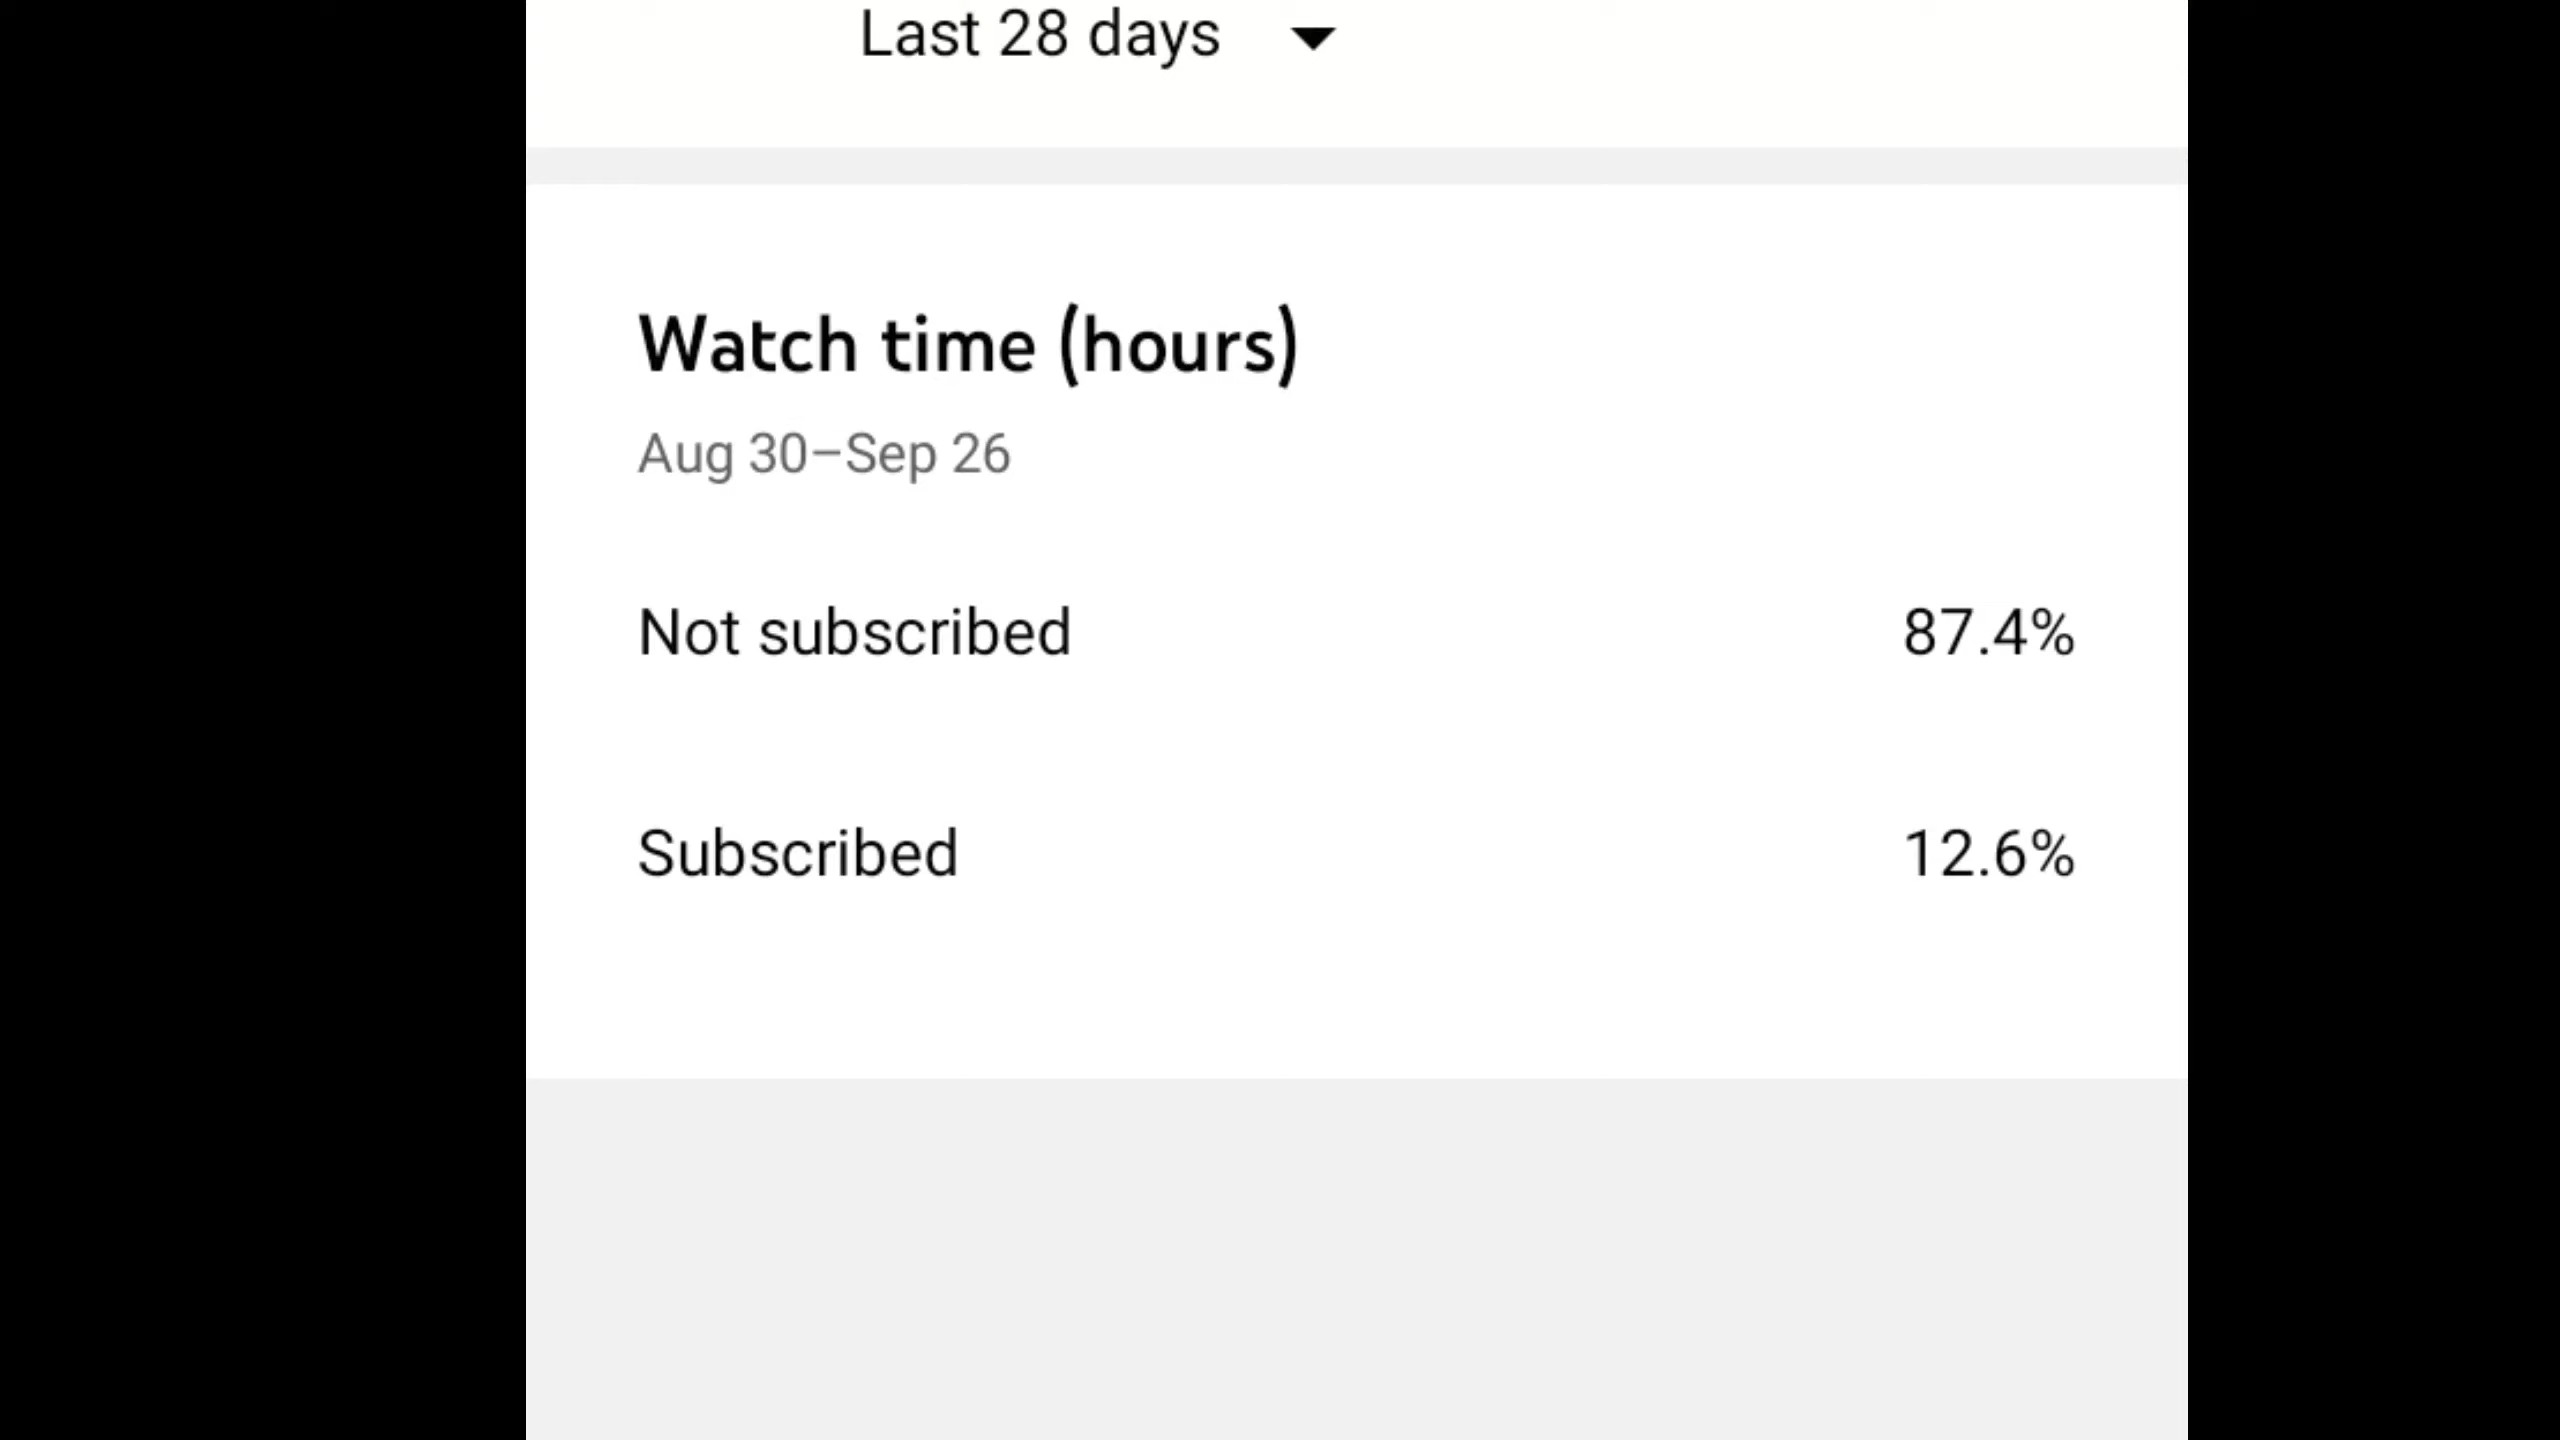 Last 28 days
Watch time (hours)
Aug 30–Sep 26
Not subscribed 87.4%
Subscribed 12.6%